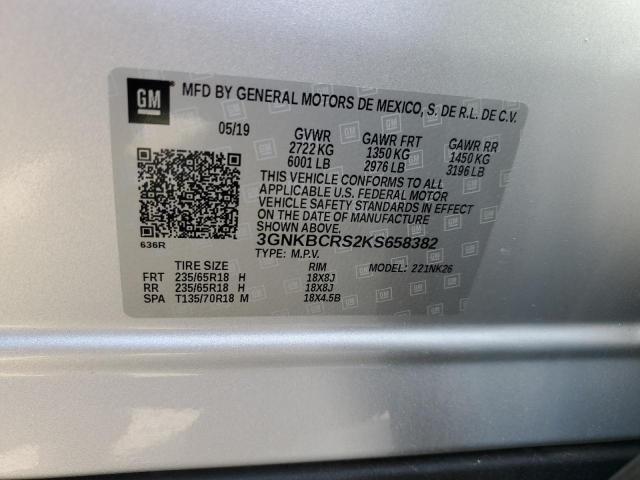 GM MFD BY GENERAL MOTORS DE MEXICO, S. DE R.L. DE C.V.
05/19 GVWR GAWR FRT GAWR RR
2722 KG 1350 KG 1450 KG
6001 LB 2976 LB 3196 LB
THIS VEHICLE CONFORMS TO ALL
APPLICABLE U.S. FEDERAL MOTOR
VEHICLE SAFETY STANDARDS IN EFFECT
ON THE DATE OF MANUFACTURE
SHOWN ABOVE.
636R 3GNKBCRS2KS658382
TYPE: M.P.V. MODEL: 221NK26
TIRE SIZE RIM
FRT 235/65R18 H 18X8J
RR 235/65R18 H 18X8J
SPA T135/70R18 M 18X4.5B